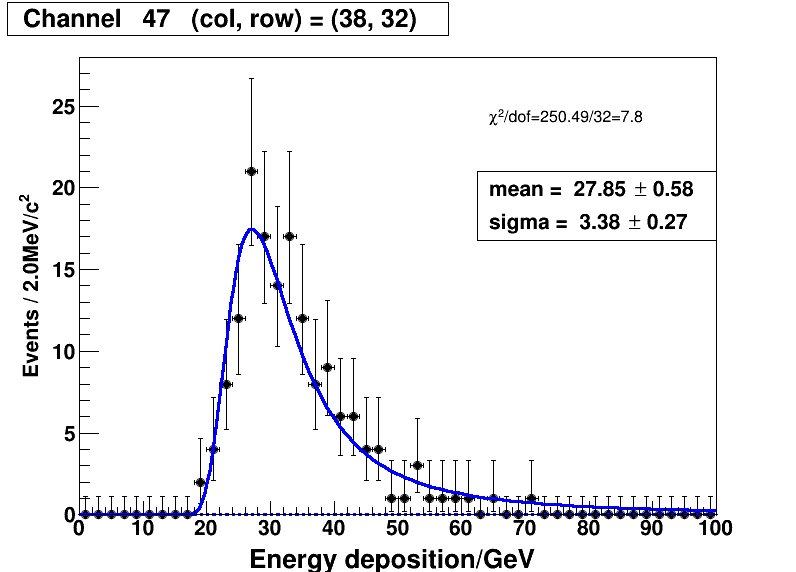 Channel 47 (col, row) = (38, 32)
χ²/dof=250.49/32=7.8
mean = 27.85 ± 0.58
sigma = 3.38 ± 0.27
Events / 2.0MeV/c²
25
20
15
10
5
0
0 10 20 30 40 50 60 70 80 90 100
Energy deposition/GeV